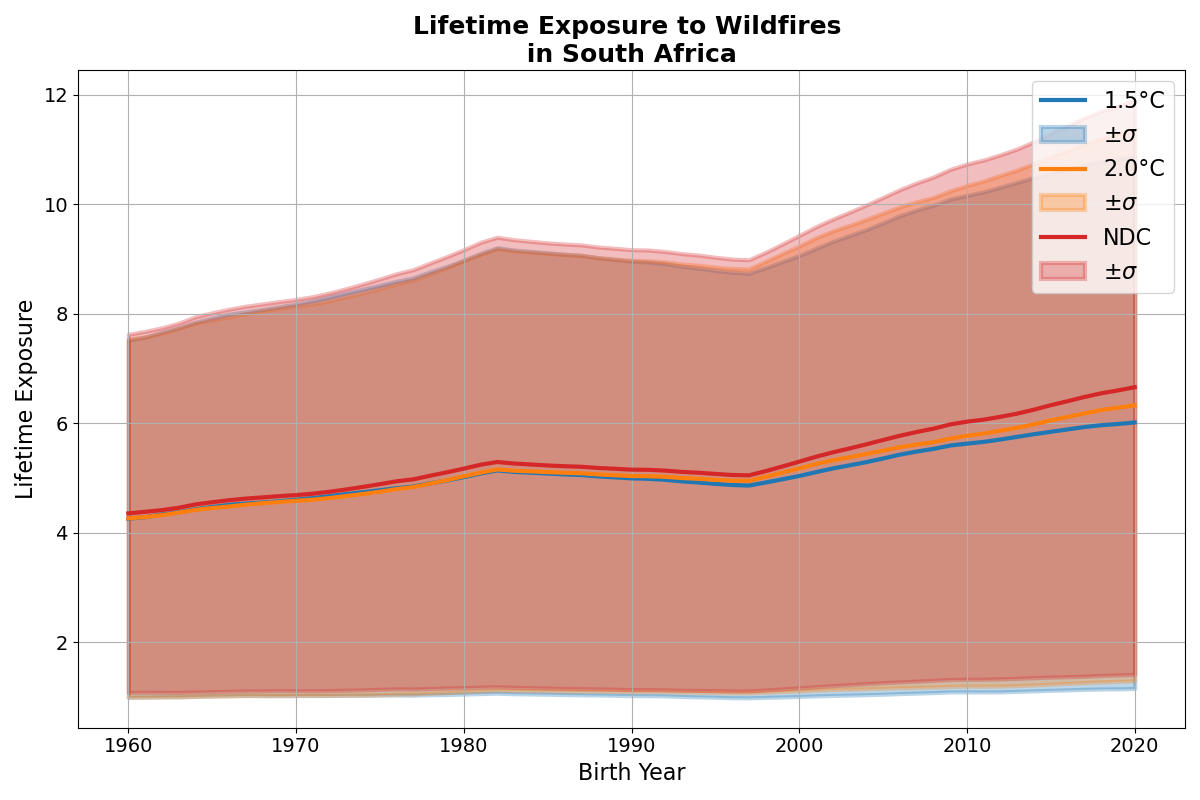 Lifetime Exposure to Wildfires
in South Africa
Lifetime Exposure
12
10
8
6
4
2
1960
1970
1980
1990
2000
2010
2020
Birth Year
1.5°C
±σ
2.0°C
±σ
NDC
±σ